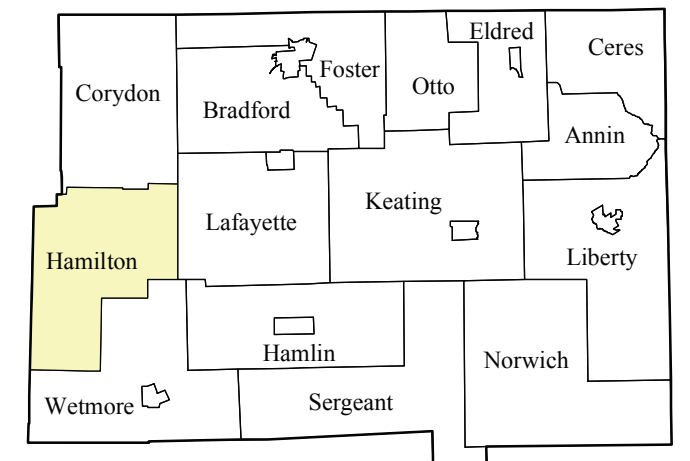 Eldred
Ceres
Foster
Otto
Corydon
Bradford
Annin
Keating
Lafayette
Hamilton
Liberty
Hamlin
Norwich
Wetmore
Sergeant